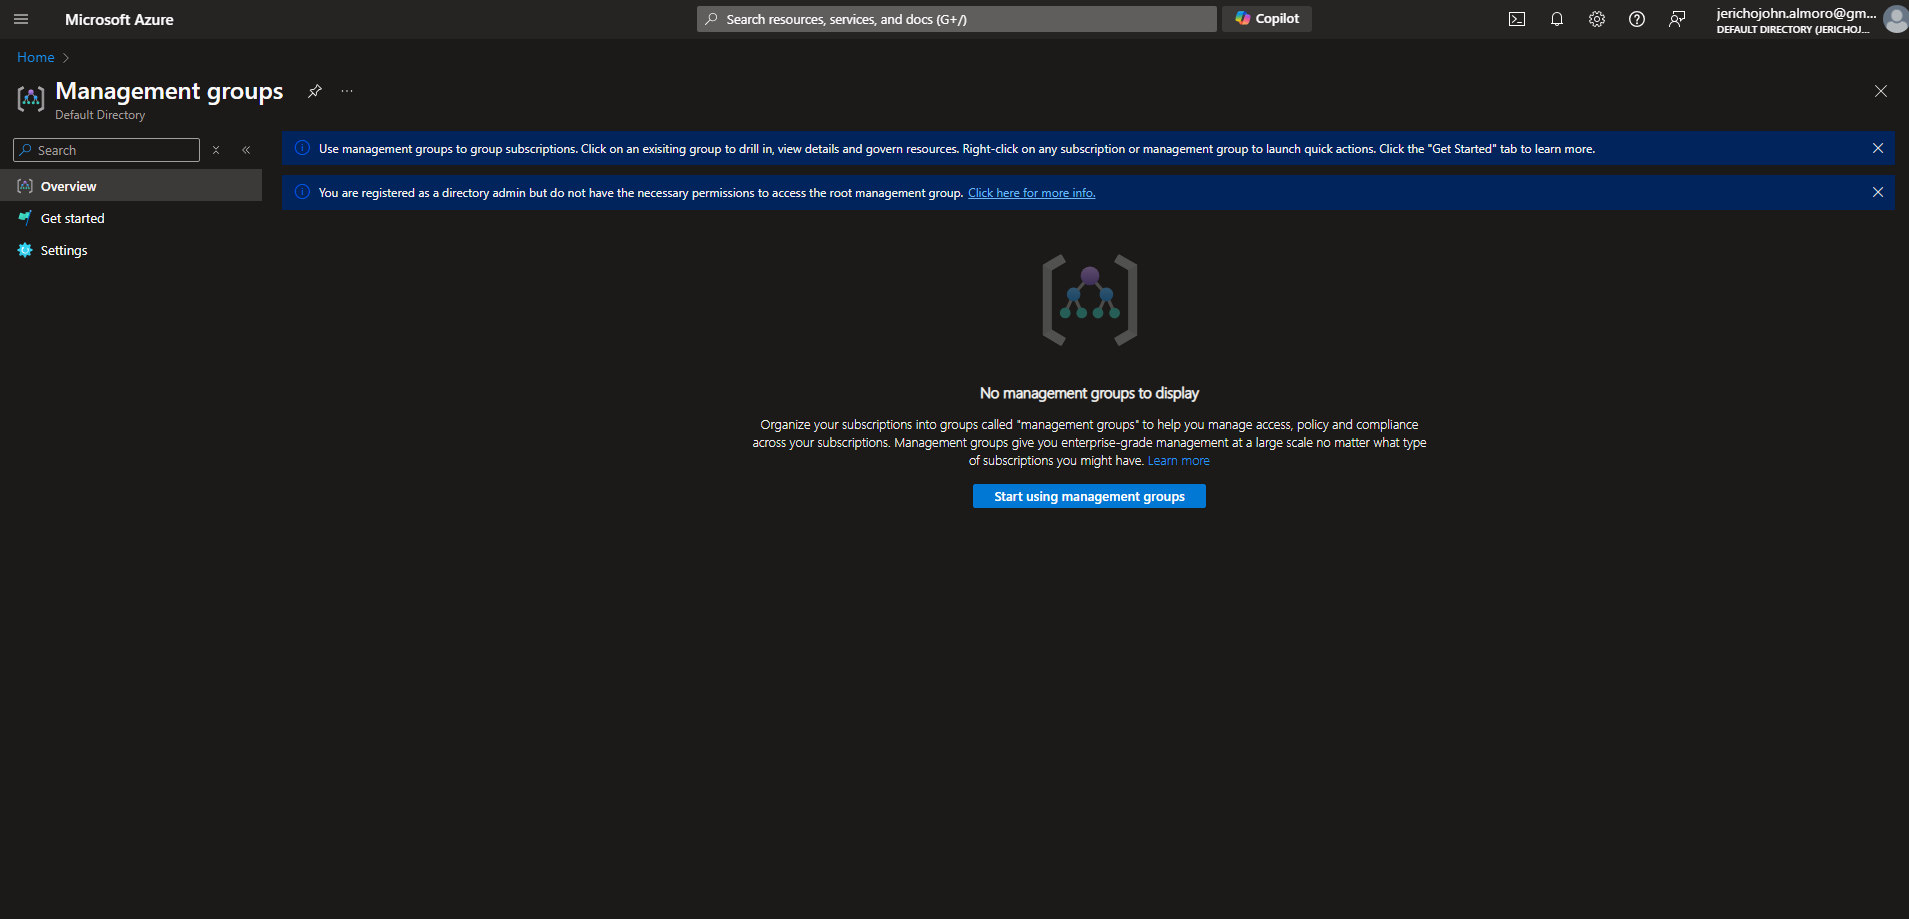 Microsoft Azure
Search resources, services, and docs (G+/)
Copilot
jerichojohn.almoro@gm...
DEFAULT DIRECTORY (JERICHOJ...
Home
Management groups
Default Directory
Search
Overview
Get started
Settings
Use management groups to group subscriptions. Click on an exisiting group to drill in, view details and govern resources. Right-click on any subscription or management group to launch quick actions. Click the "Get Started" tab to learn more.
You are registered as a directory admin but do not have the necessary permissions to access the root management group. Click here for more info.
No management groups to display
Organize your subscriptions into groups called "management groups" to help you manage access, policy and compliance
across your subscriptions. Management groups give you enterprise-grade management at a large scale no matter what type
of subscriptions you might have. Learn more
Start using management groups